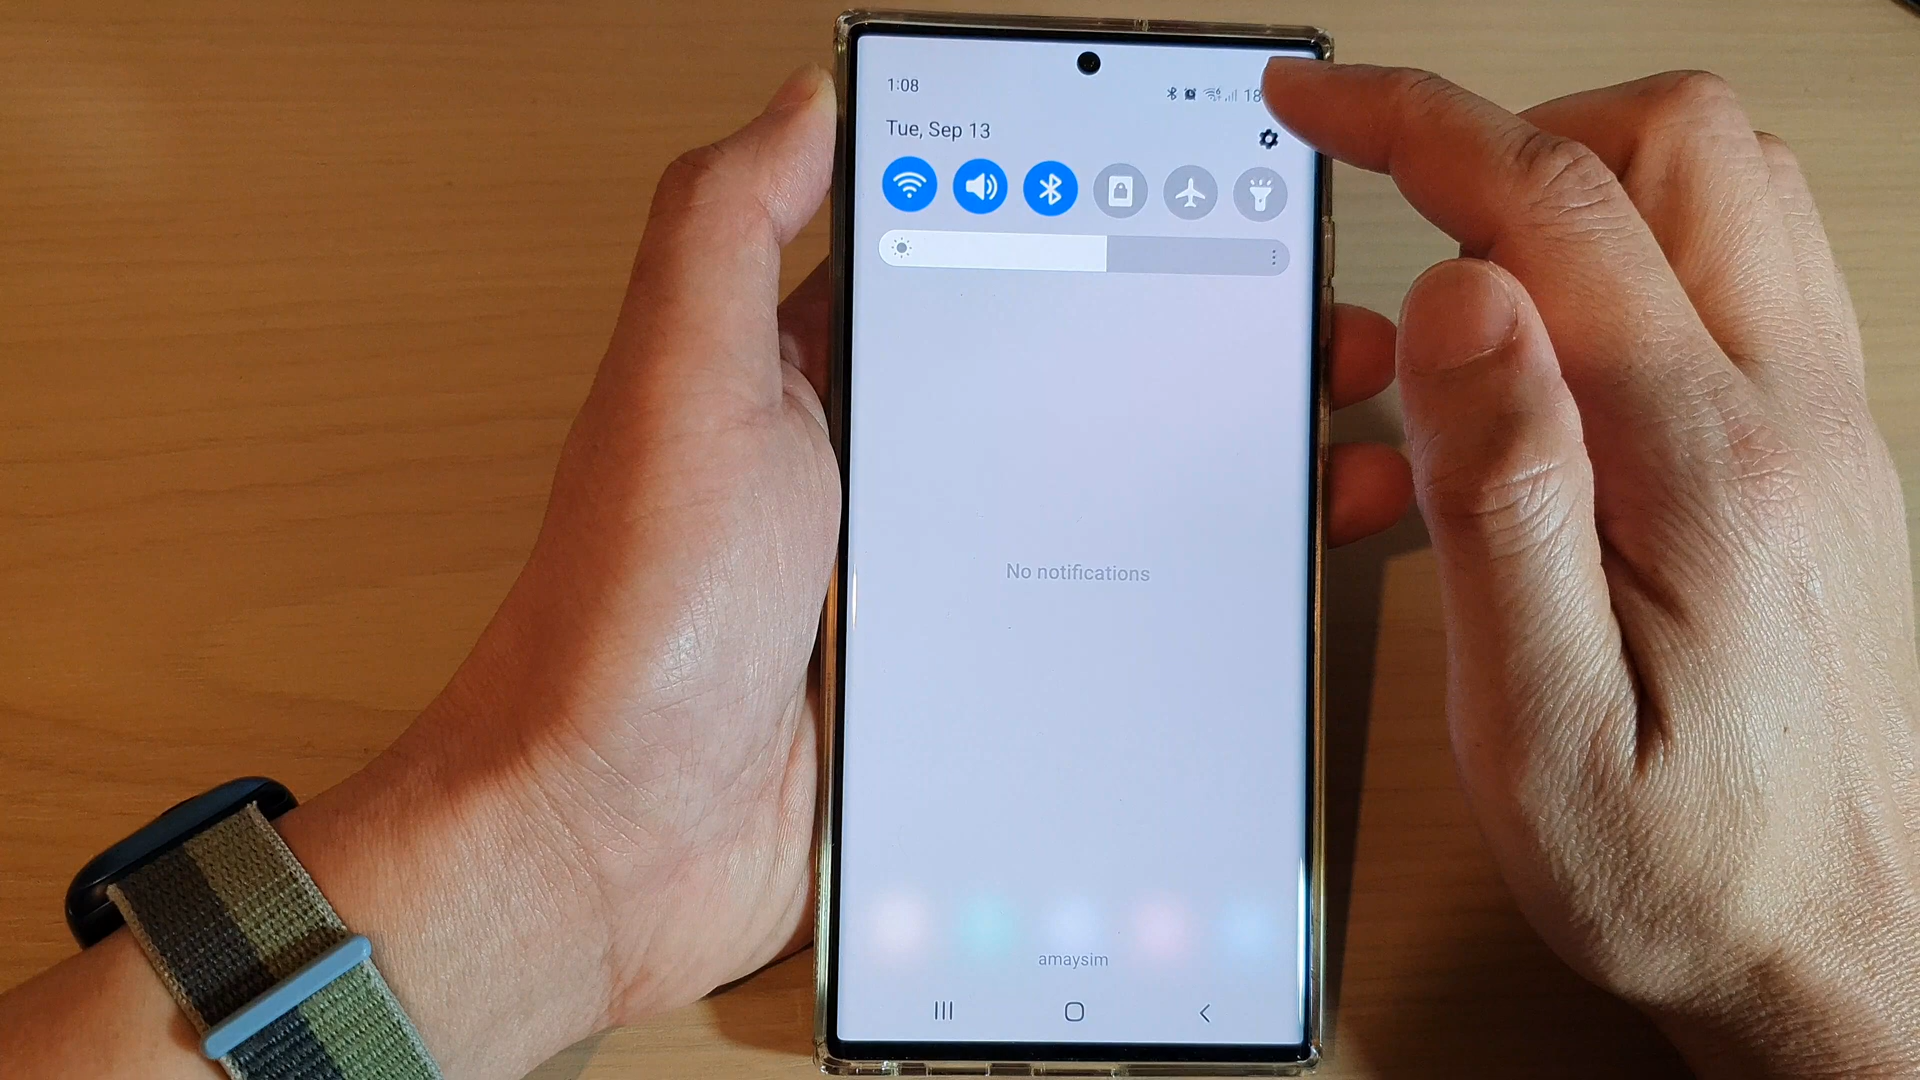 1:08
18
Tue, Sep 13
No notifications
amaysim